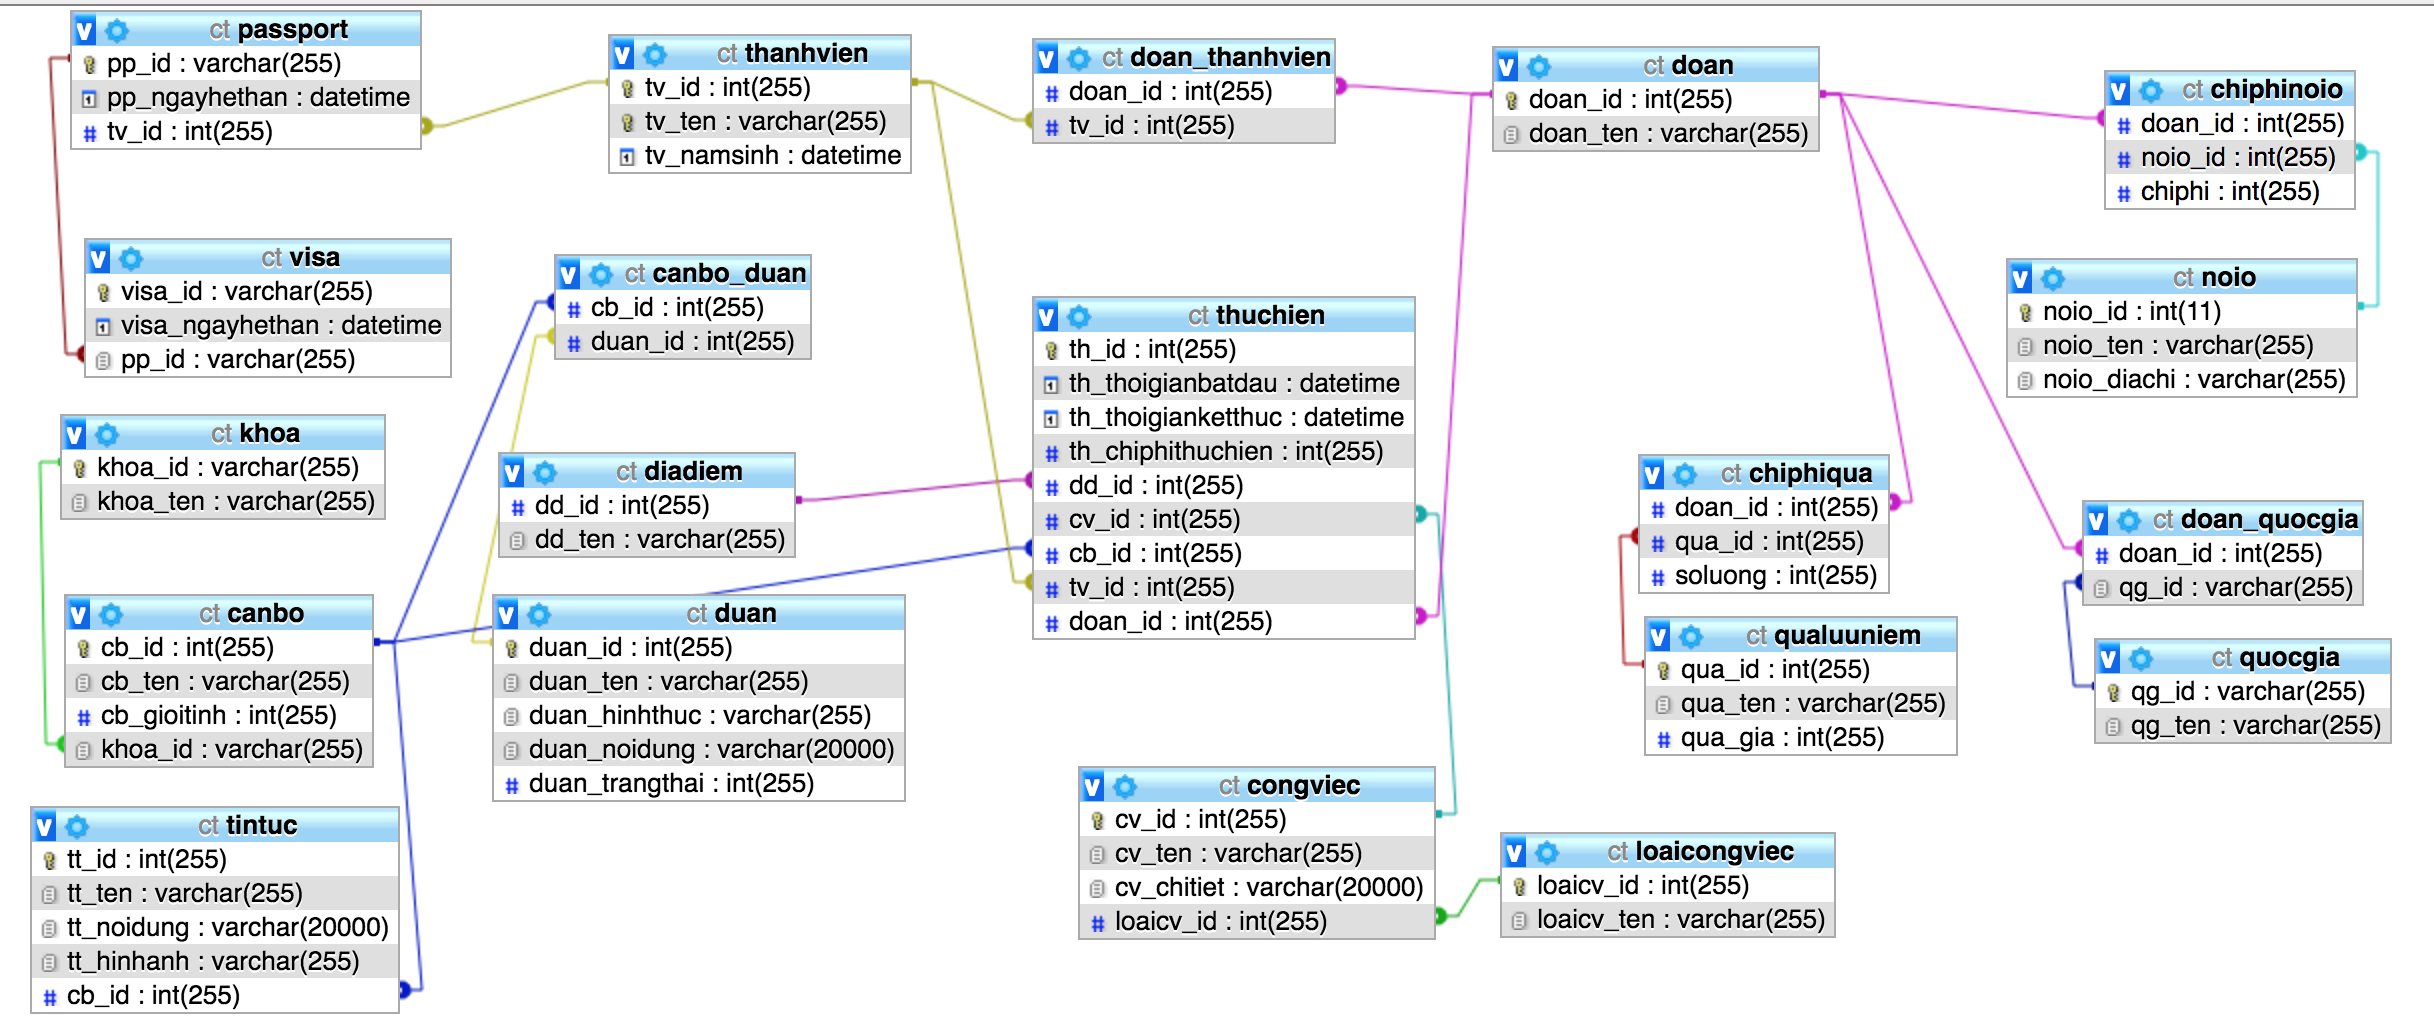 ct passport
pp_id : varchar(255)
pp_ngayhethan : datetime
tv_id : int(255)
ct thanhvien
tv_id : int(255)
tv_ten : varchar(255)
tv_namsinh : datetime
ct doan_thanhvien
doan_id : int(255)
tv_id : int(255)
ct doan
doan_id : int(255)
doan_ten : varchar(255)
ct chiphinoio
doan_id : int(255)
noio_id : int(255)
chiphi : int(255)
ct visa
visa_id : varchar(255)
visa_ngayhethan : datetime
pp_id : varchar(255)
ct canbo_duan
cb_id : int(255)
duan_id : int(255)
ct thuchien
th_id : int(255)
th_thoigianbatdau : datetime
th_thoigianketthuc : datetime
th_chiphithuchien : int(255)
dd_id : int(255)
cv_id : int(255)
cb_id : int(255)
tv_id : int(255)
doan_id : int(255)
ct noio
noio_id : int(11)
noio_ten : varchar(255)
noio_diachi : varchar(255)
ct khoa
khoa_id : varchar(255)
khoa_ten : varchar(255)
ct diadiem
dd_id : int(255)
dd_ten : varchar(255)
ct chiphiqua
doan_id : int(255)
qua_id : int(255)
soluong : int(255)
ct doan_quocgia
doan_id : int(255)
qg_id : varchar(255)
ct canbo
cb_id : int(255)
cb_ten : varchar(255)
cb_gioitinh : int(255)
khoa_id : varchar(255)
ct duan
duan_id : int(255)
duan_ten : varchar(255)
duan_hinhthuc : varchar(255)
duan_noidung : varchar(20000)
duan_trangthai : int(255)
ct qualuuniem
qua_id : int(255)
qua_ten : varchar(255)
qua_gia : int(255)
ct quocgia
qg_id : varchar(255)
qg_ten : varchar(255)
ct tintuc
tt_id : int(255)
tt_ten : varchar(255)
tt_noidung : varchar(20000)
tt_hinhanh : varchar(255)
cb_id : int(255)
ct congviec
cv_id : int(255)
cv_ten : varchar(255)
cv_chitiet : varchar(20000)
loaicv_id : int(255)
ct loaicongviec
loaicv_id : int(255)
loaicv_ten : varchar(255)